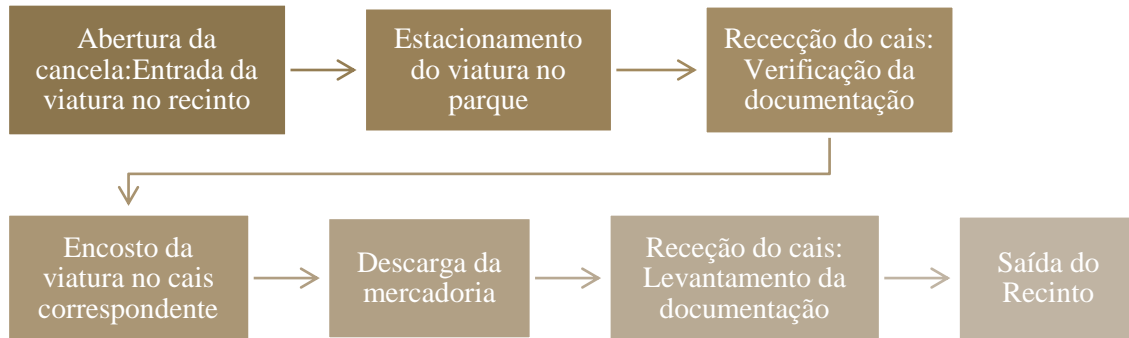 Abertura da
cancela:Entrada da
viatura no recinto
Estacionamento
do viatura no
parque
Rececção do cais:
Verificação da
documentação
Encosto da
viatura no cais
correspondente
Descarga da
mercadoria
Receção do cais:
Levantamento da
documentação
Saída do
Recinto